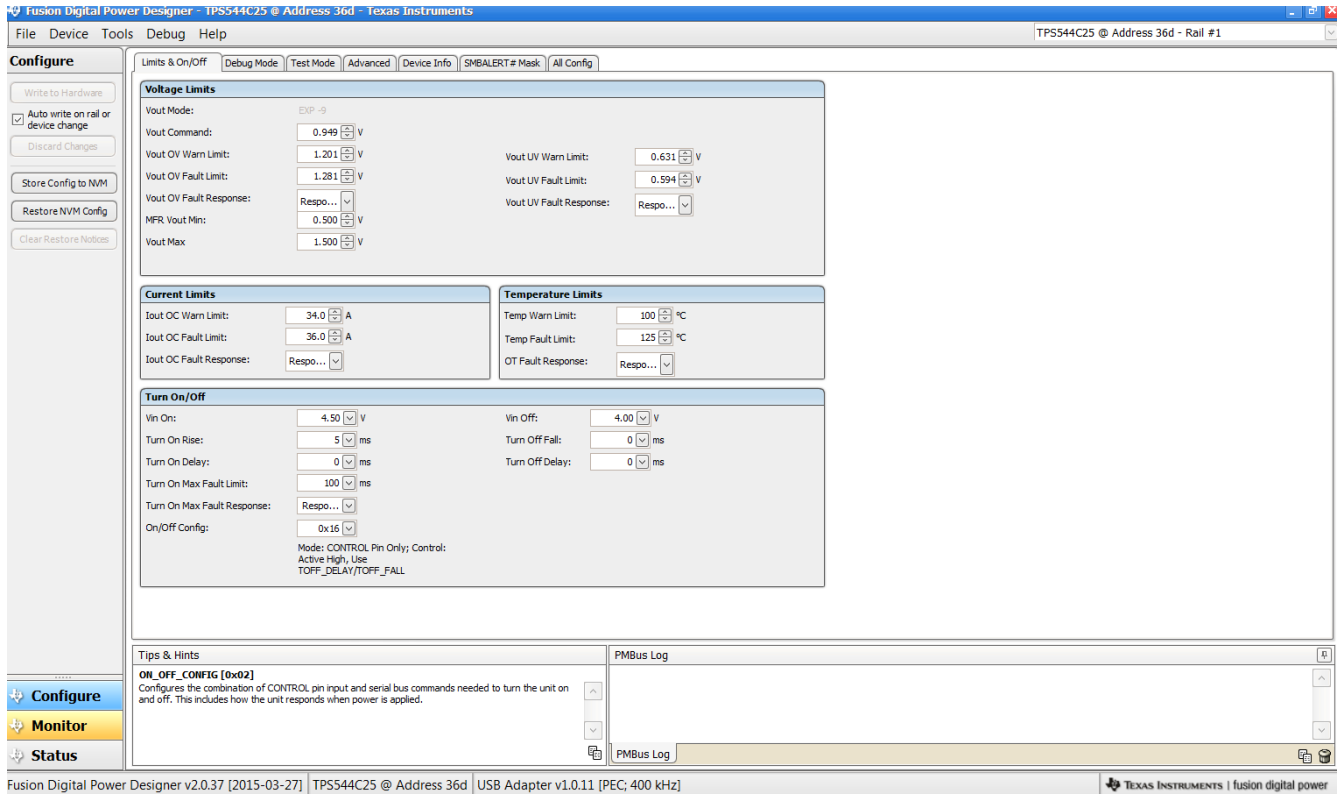 Fusion Digital Power Designer - TPS544C25 @ Address 36d - Texas Instruments
File Device Tools Debug Help
TPS544C25 @ Address 36d - Rail #1
Configure
Write to Hardware
Auto write on rail or
device change
Discard Changes
Store Config to NVM
Restore NVM Config
Clear Restore Notices
Limits & On/Off Debug Mode Test Mode Advanced Device Info SMBALERT# Mask All Config
Voltage Limits
Vout Mode: EXP -9
Vout Command: 0.949 V
Vout OV Warn Limit: 1.201 V
Vout UV Warn Limit: 0.631 V
Vout OV Fault Limit: 1.281 V
Vout UV Fault Limit: 0.594 V
Vout OV Fault Response: Respo...
Vout UV Fault Response: Respo...
MFR Vout Min: 0.500 V
Vout Max 1.500 V
Current Limits
Iout OC Warn Limit: 34.0 A
Iout OC Fault Limit: 36.0 A
Iout OC Fault Response: Respo...
Temperature Limits
Temp Warn Limit: 100 ºC
Temp Fault Limit: 125 ºC
OT Fault Response: Respo...
Turn On/Off
Vin On: 4.50 V
Vin Off: 4.00 V
Turn On Rise: 5 ms
Turn Off Fall: 0 ms
Turn On Delay: 0 ms
Turn Off Delay: 0 ms
Turn On Max Fault Limit: 100 ms
Turn On Max Fault Response: Respo...
On/Off Config: 0x16
Mode: CONTROL Pin Only; Control:
Active High, Use
TOFF_DELAY/TOFF_FALL
Tips & Hints
ON_OFF_CONFIG [0x02]
Configures the combination of CONTROL pin input and serial bus commands needed to turn the unit on
and off. This includes how the unit responds when power is applied.
PMBus Log
PMBus Log
Configure
Monitor
Status
Fusion Digital Power Designer v2.0.37 [2015-03-27] TPS544C25 @ Address 36d USB Adapter v1.0.11 [PEC; 400 kHz]
TEXAS INSTRUMENTS | fusion digital power